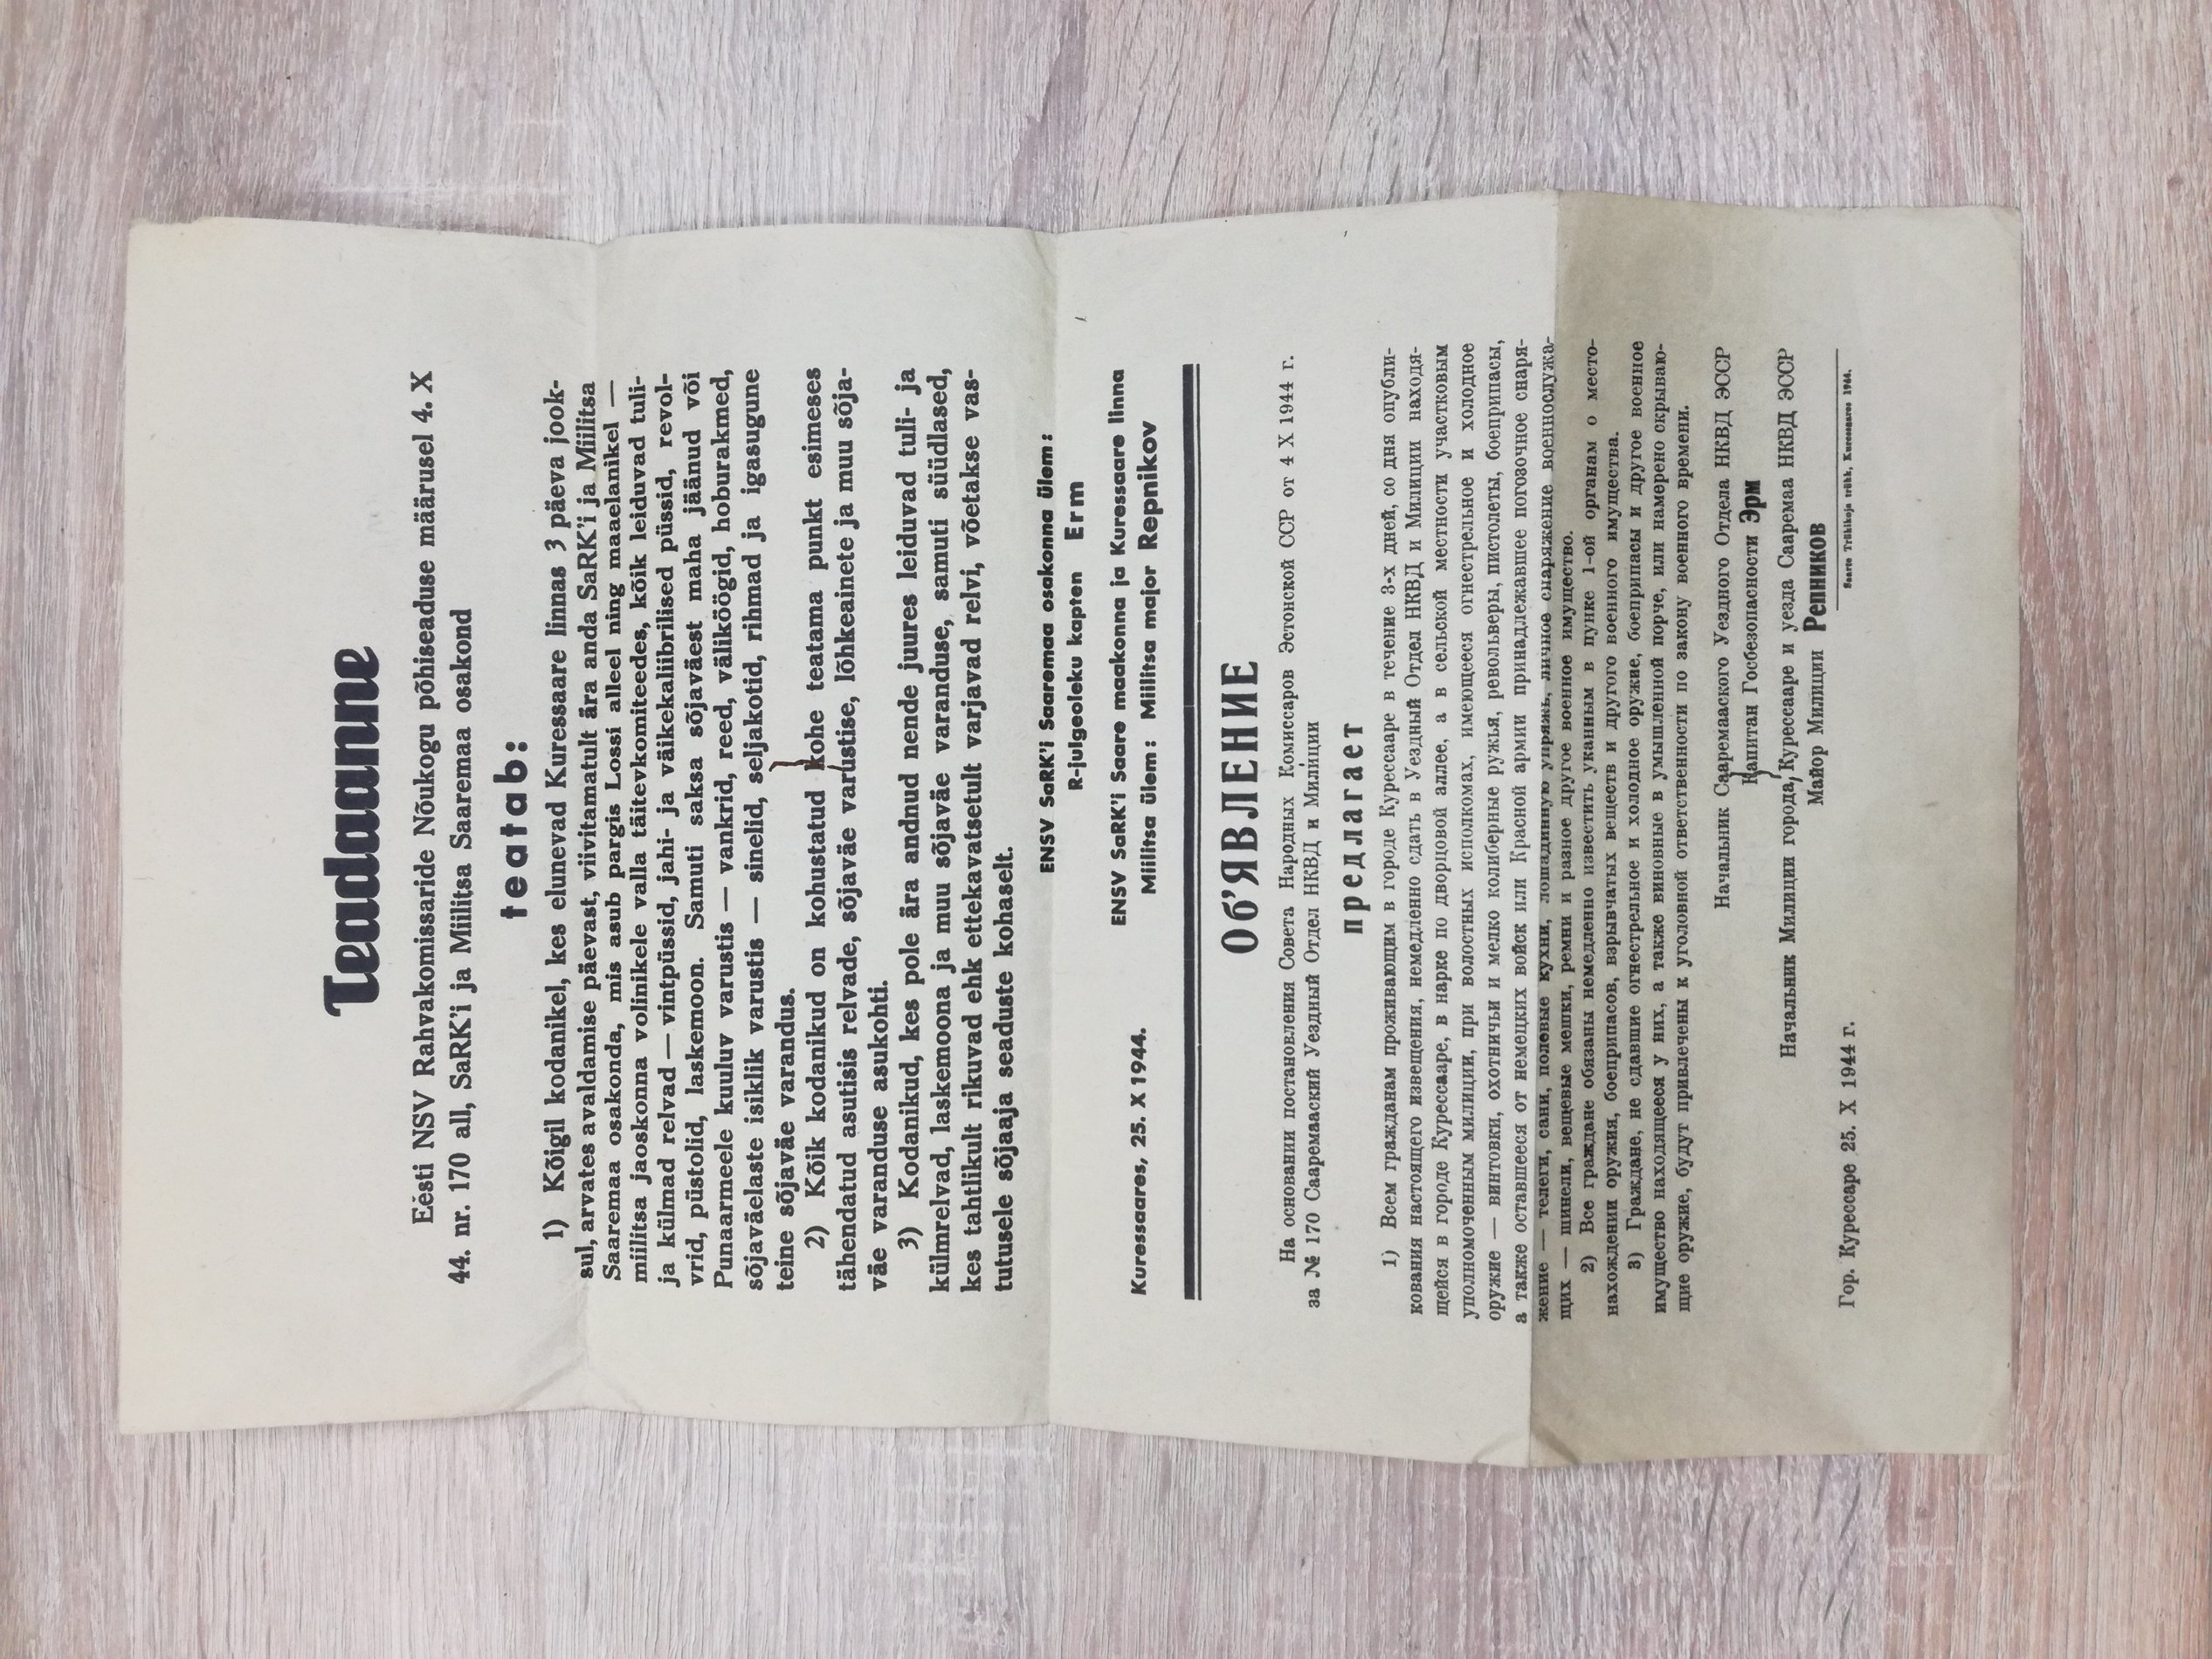 Teadaanne
Eesti NSV Rahvakomissaride Nõukogu põhiseaduse määrusel 4. X
44. nr. 170 all, SaRK'i ja Miilitsa Saaremaa osakond
teatab:
1) Kõigil kodanikel, kes elunevad Kuressaare linnas 3 päeva jook-
sul, arvates avaldamise päevast, viivitamatult ära anda SaRK'i ja Miilitsa
Saaremaa osakonda, mis asub pargis Lossi alleel ning maaelanikel —
miilitsa jaoskonna volinikele valla täitevkomiteedes, kõik leiduvad tuli-
ja külmad relvad — vintpüssid, jahi- ja väikekaliibrilised püssid, revol-
vrid, püstolid, laskemoon. Samuti saksa sõjaväest maha jäänud või
Punaarmeele kuuluv varustis — vankrid, reed, väliköögid, hoburakmed,
sõjaväelaste isiklik varustis — sinelid, seljakotid, rihmad ja igasugune
teine sõjaväe varandus.
2) Kõik kodanikud on kohustatud kohe teatama punkt esimeses
tähendatud asutisis relvade, sõjaväe varustise, lõhkeainete ja muu sõja-
väe varanduse asukohti.
3) Kodanikud, kes pole ära andnud nende juures leiduvad tuli- ja
külmrelvad, laskemoona ja muu sõjaväe varanduse, samuti süüdlased,
kes tahtlikult rikuvad ehk ettekavatsetult varjavad relvi, võetakse vas-
tutusele sõjaaja seaduste kohaselt.
ENSV SaRK'i Saaremaa osakonna ülem:
R-julgeoleku kapten Erm
ENSV SaRK'i Saare maakonna ja Kuressaare linna
Kuressaares, 25. X 1944. Miilitsa ülem: Miilitsa major Repnikov
Об'ЯВЛЕНИЕ
На основании постановления Совета Народных Комиссаров Эстонской ССР от 4 X 1944 г.
за № 170 Сааремааский Уездный Отдел НКВД и Милиции
предлагает
1) Всем гражданам проживающим в городе Курессааре в течение 3-х дней, со дня опубли-
кования настоящего извещения, немедленно сдать в Уездный Отдел НКВД и Милиции находя-
щейся в городе Курессааре, в нарке по дворцовой аллее, а в сельской местности участковым
уполномоченным милиции, при волостных исполкомах, имеющееся огнестрельное и холодное
оружие — винтовки, охотничьи и мелко колиберные ружья, револьверы, пистолеты, боеприпасы,
а также оставшееся от немецких войск или Красной армии принадлежавшее погозочное снаря-
жение — телеги, сани, полевые кухни, лошадинную упряжь, личное снаряжение военнослужа-
щих — шинели, вещевые мешки, ремни и разное другое военное имущество.
2) Все граждане обязаны немедленно известить уканным в пунке 1-ой органам о место-
нахождении оружия, боеприпасов, взрывчатых веществ и другого военного имущества.
3) Граждане, не сдавшие огнестрельное и холодное оружие, боеприпасы и другое военное
имущество находящееся у них, а также виновные в умышленной порче, или намерено скрываю-
щие оружие, будут привлечены к уголовной ответственности по закону военного времени.
Начальник Сааремааского Уездного Отдела НКВД ЭССР
Капитан Госбезопасности Эрм
Начальник Милиции города, Курессааре и уезда Сааремаа НКВД ЭССР
Майор Милиции Репников
Гор. Курессаре 25. X 1944 г.
Saarte Trükikoja trükk, Kuressaares 1944.